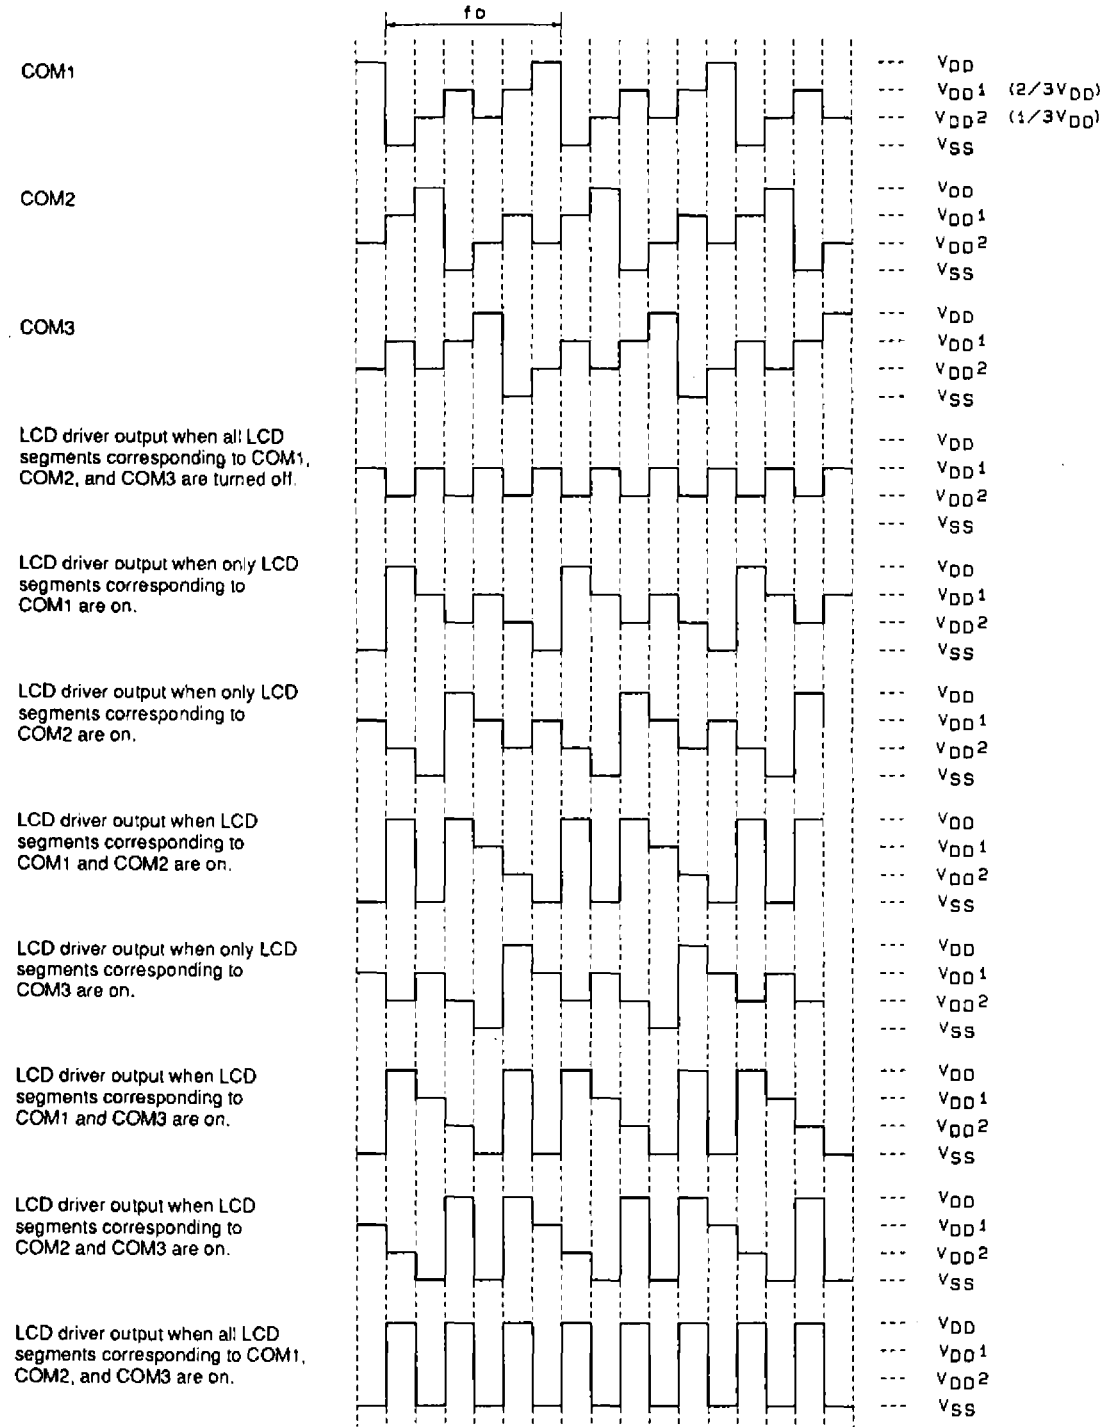 fD
COM1
--- VDD
--- VDD1 (2/3VDD)
--- VDD2 (1/3VDD)
--- VSS
COM2
--- VDD
--- VDD1
--- VDD2
--- VSS
COM3
--- VDD
--- VDD1
--- VDD2
--- VSS
LCD driver output when all LCD
segments corresponding to COM1,
COM2, and COM3 are turned off.
--- VDD
--- VDD1
--- VDD2
--- VSS
LCD driver output when only LCD
segments corresponding to
COM1 are on.
--- VDD
--- VDD1
--- VDD2
--- VSS
LCD driver output when only LCD
segments corresponding to
COM2 are on.
--- VDD
--- VDD1
--- VDD2
--- VSS
LCD driver output when LCD
segments corresponding to
COM1 and COM2 are on.
--- VDD
--- VDD1
--- VDD2
--- VSS
LCD driver output when only LCD
segments corresponding to
COM3 are on.
--- VDD
--- VDD1
--- VDD2
--- VSS
LCD driver output when LCD
segments corresponding to
COM1 and COM3 are on.
--- VDD
--- VDD1
--- VDD2
--- VSS
LCD driver output when LCD
segments corresponding to
COM2 and COM3 are on.
--- VDD
--- VDD1
--- VDD2
--- VSS
LCD driver output when all LCD
segments corresponding to COM1,
COM2, and COM3 are on.
--- VDD
--- VDD1
--- VDD2
--- VSS